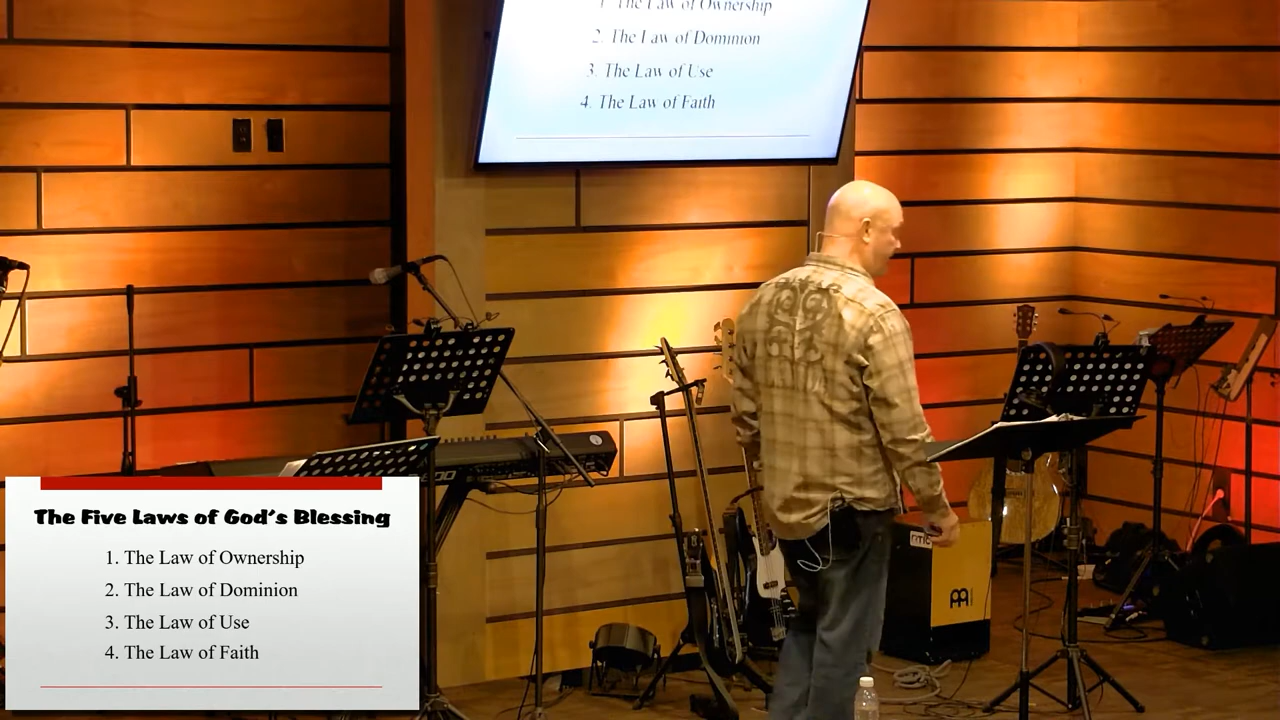 1. The Law of Ownership
2. The Law of Dominion
3. The Law of Use
4. The Law of Faith
The Five Laws of God's Blessing
1. The Law of Ownership
2. The Law of Dominion
3. The Law of Use
4. The Law of Faith